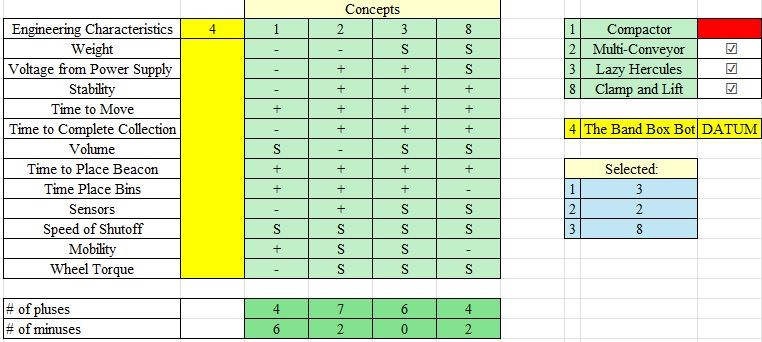 Concepts
Engineering Characteristics 4 1 2 3 8
Weight - - S S
Voltage from Power Supply - + + S
Stability - + + +
Time to Move + + + +
Time to Complete Collection - + + +
Volume S - S S
Time to Place Beacon + + + +
Time Place Bins + + + -
Sensors - + S S
Speed of Shutoff S S S S
Mobility + S S -
Wheel Torque - S S S
# of pluses 4 7 6 4
# of minuses 6 2 0 2
1 Compactor
2 Multi-Conveyor ☑
3 Lazy Hercules ☑
8 Clamp and Lift ☑
4 The Band Box Bot DATUM
Selected:
1 3
2 2
3 8